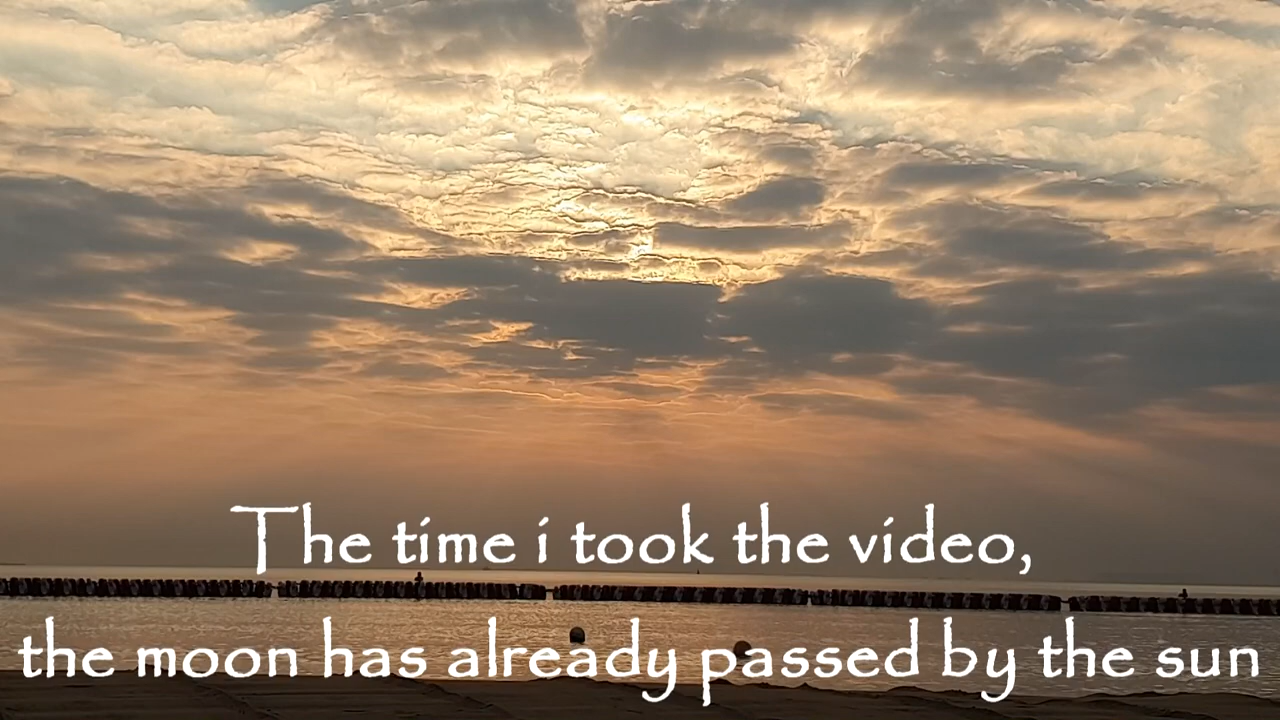 The time i took the video,
the moon has already passed by the sun